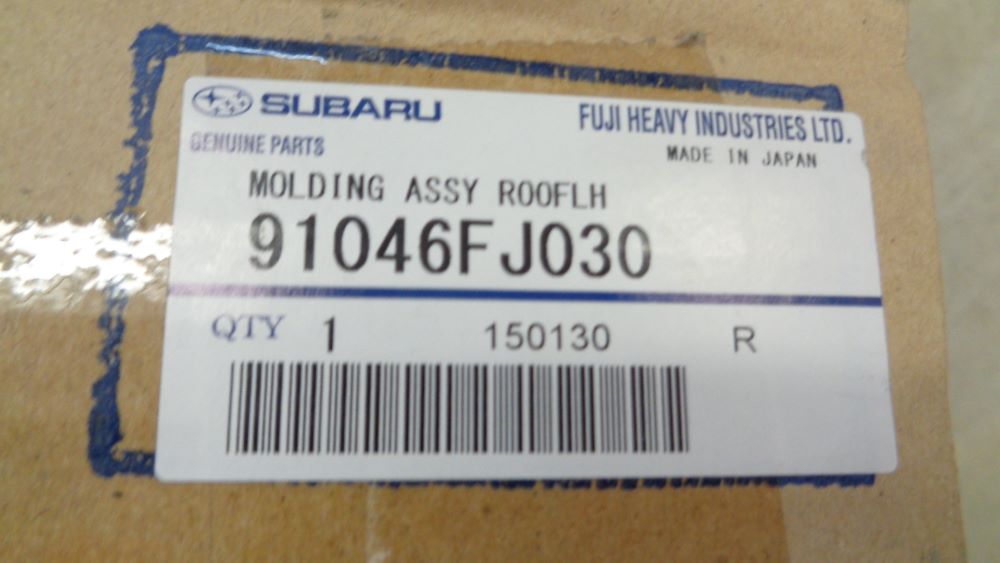 SUBARU
FUJI HEAVY INDUSTRIES LTD.
GENUINE PARTS
MADE IN JAPAN
MOLDING ASSY ROOFLH
91046FJ030
QTY 1 150130 R